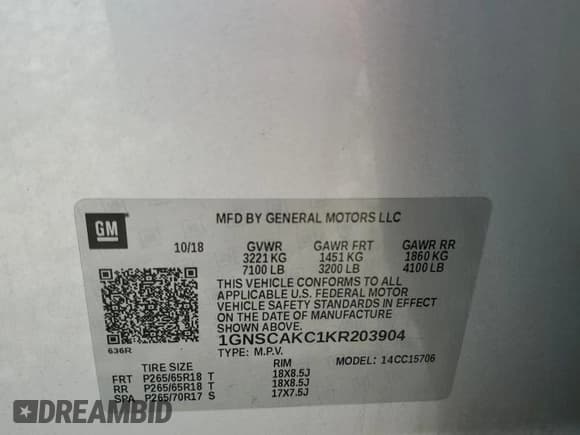 GM
MFD BY GENERAL MOTORS LLC
10/18 GVWR GAWR FRT GAWR RR
3221 KG 1451 KG 1860 KG
7100 LB 3200 LB 4100 LB
THIS VEHICLE CONFORMS TO ALL
APPLICABLE U.S. FEDERAL MOTOR
VEHICLE SAFETY STANDARDS IN EFFECT
ON THE DATE OF MANUFACTURE
SHOWN ABOVE.
1GNSCAKC1KR203904
636R
TYPE: M.P.V. MODEL: 14CC15706
TIRE SIZE RIM
FRT P265/65R18 T 18X8.5J
RR P265/65R18 T 18X8.5J
SPA P265/70R17 S 17X7.5J
DREAMBID